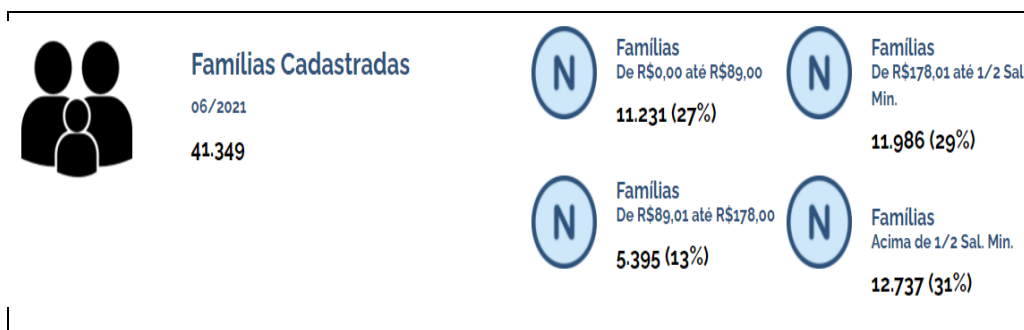 Famílias Cadastradas
06/2021
41.349
N
Famílias
De R$0,00 até R$89,00
11.231 (27%)
N
Famílias
De R$178,01 até 1/2 Sal.
Min.
11.986 (29%)
N
Famílias
De R$89,01 até R$178,00
5.395 (13%)
N
Famílias
Acima de 1/2 Sal. Min.
12.737 (31%)